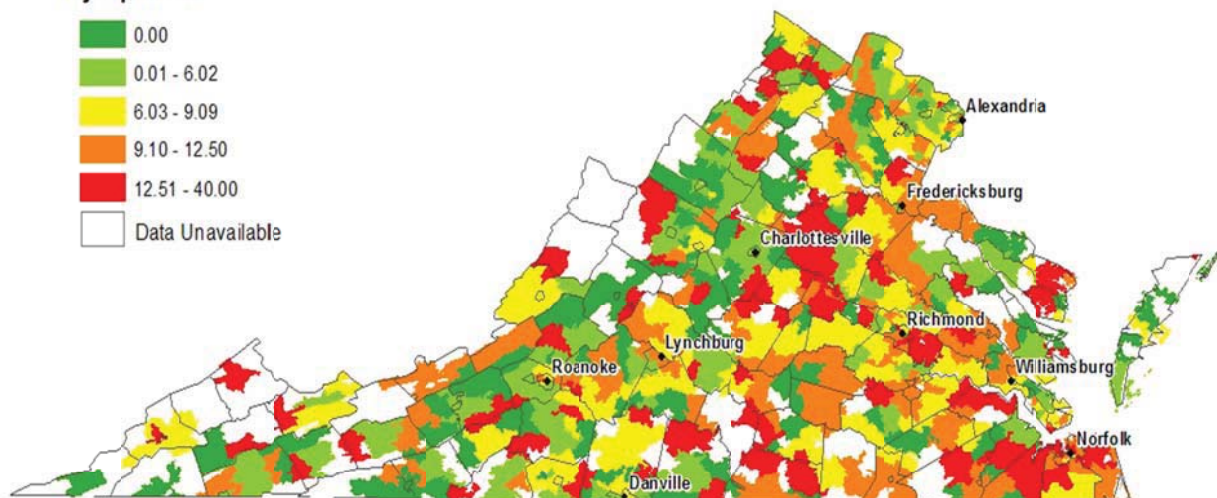 0.00
0.01 - 6.02
6.03 - 9.09
9.10 - 12.50
12.51 - 40.00
Data Unavailable
Alexandria
Fredericksburg
Charlottesville
Richmond
Lynchburg
Roanoke
Williamsburg
Norfolk
Danville